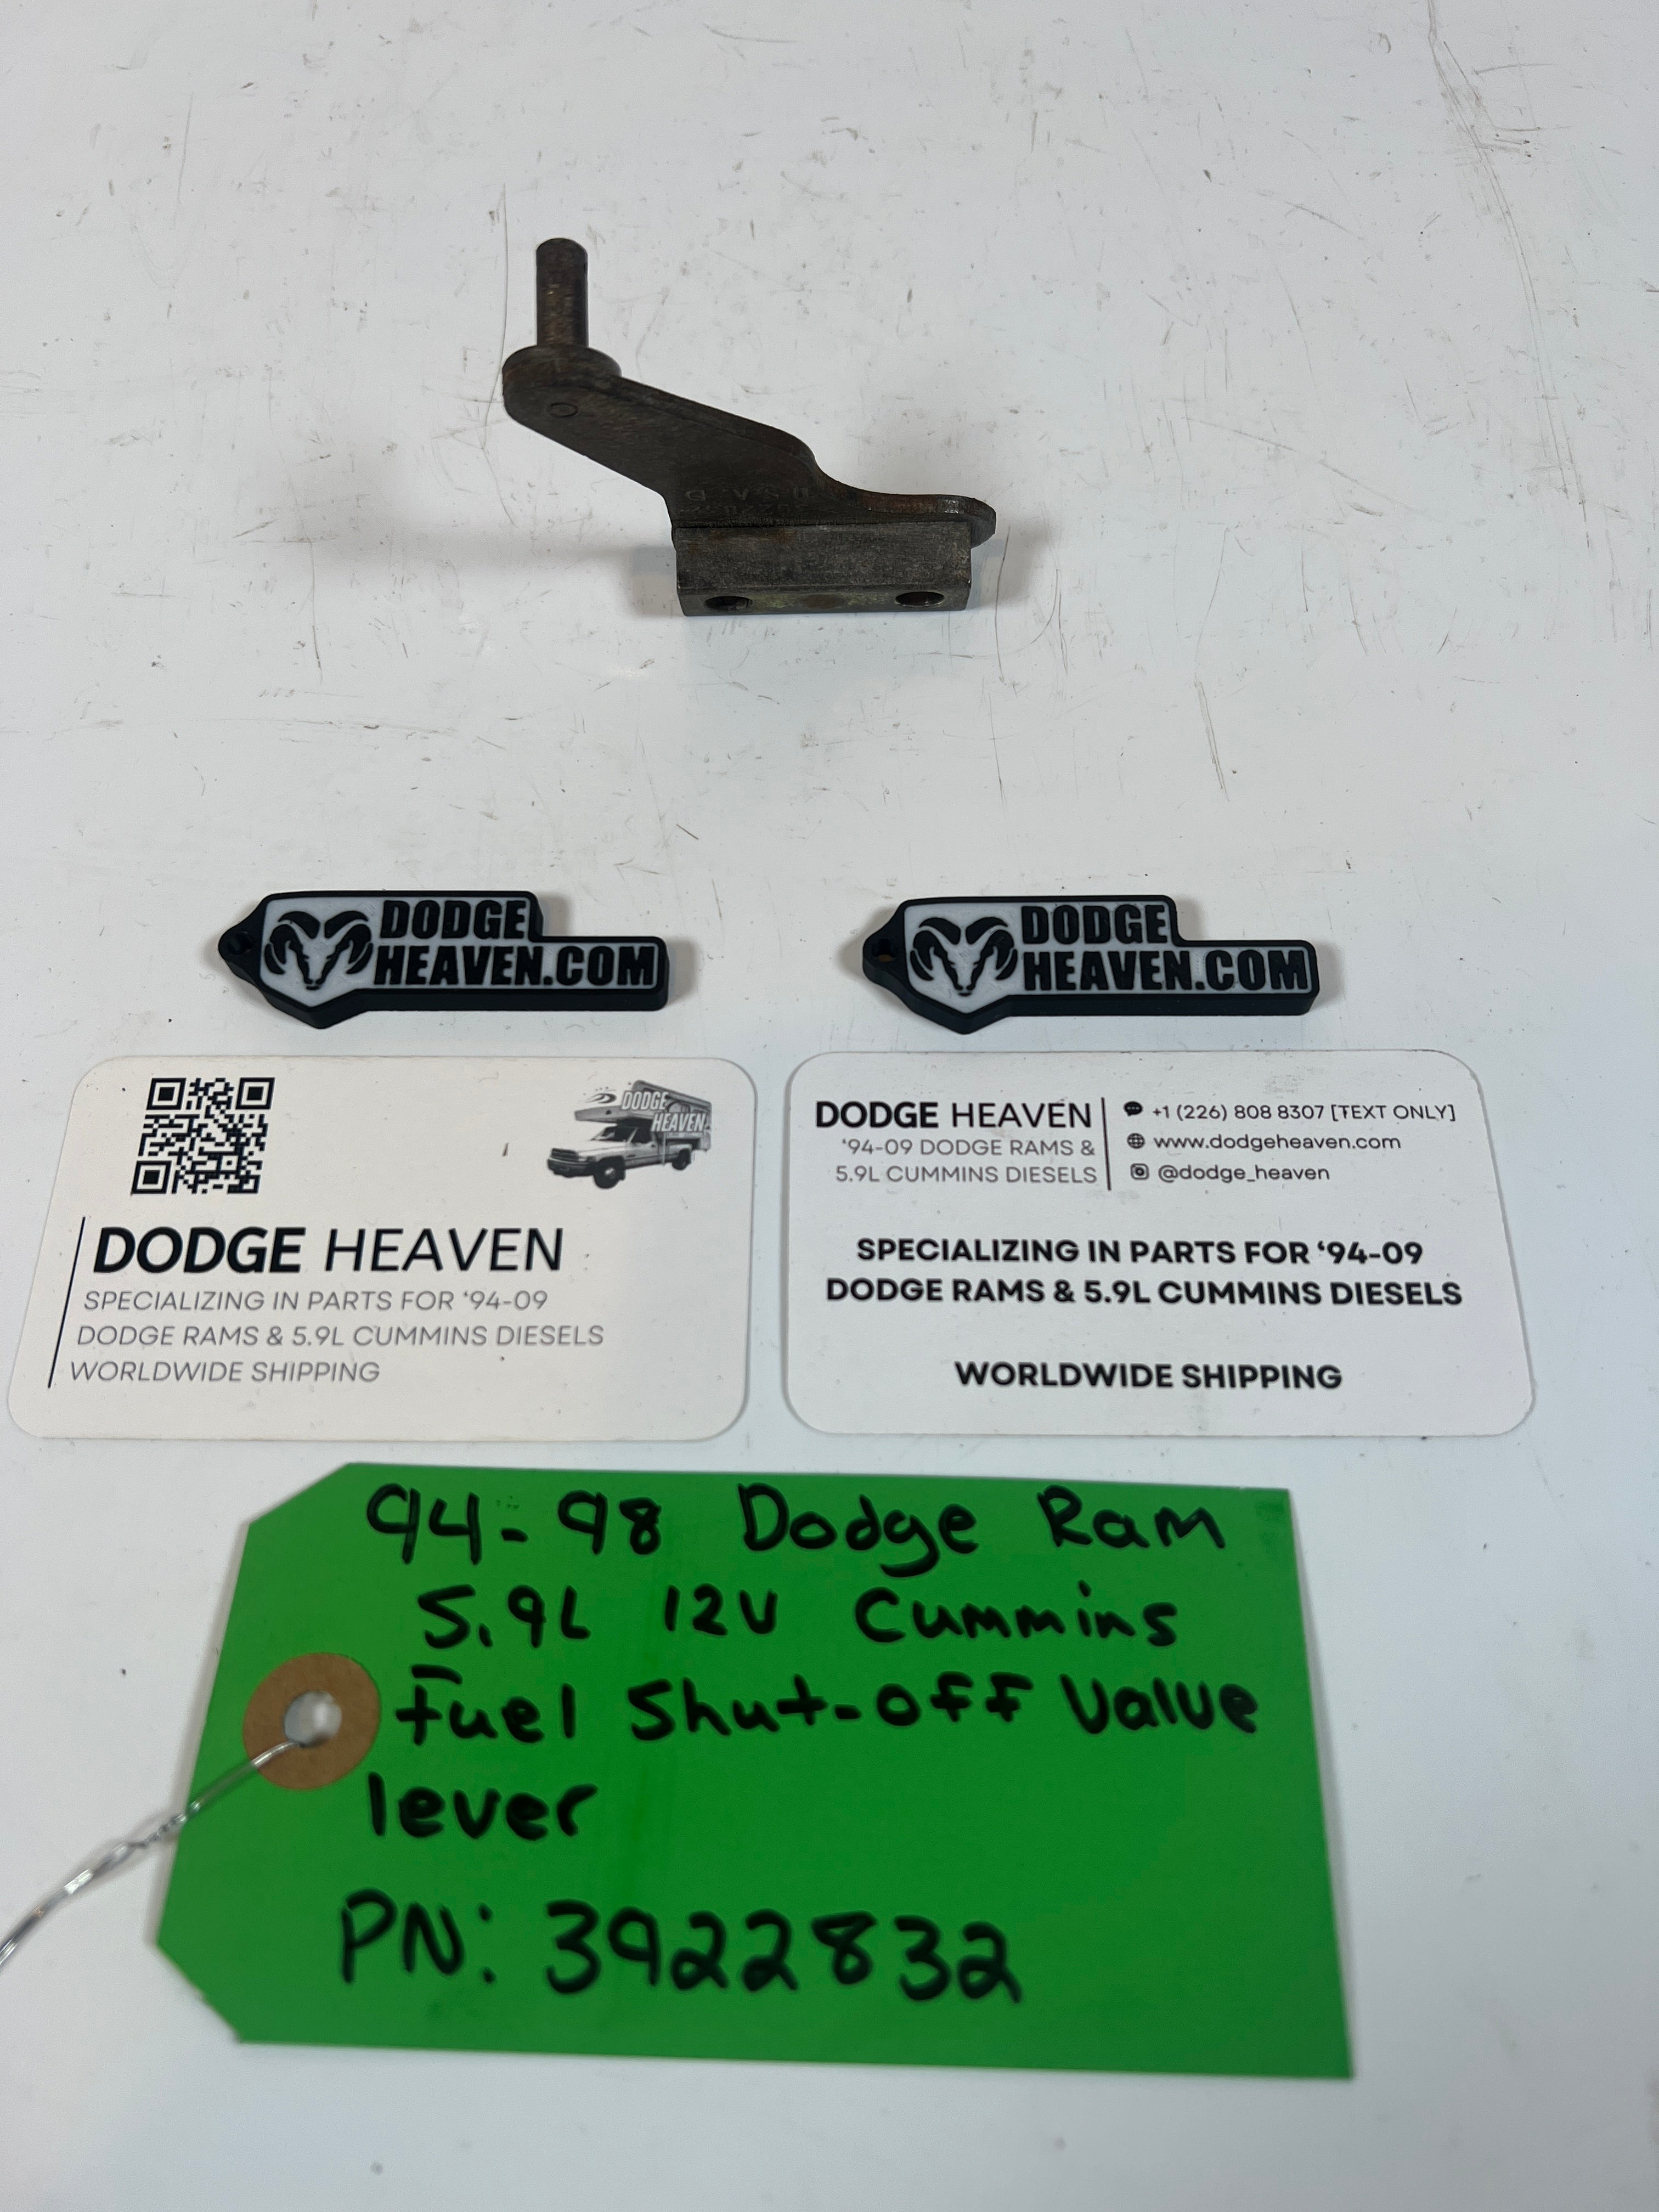 DODGE
HEAVEN.COM
DODGE
HEAVEN.COM
DODGE
HEAVEN
DODGE HEAVEN
SPECIALIZING IN PARTS FOR ‘94-09
DODGE RAMS & 5.9L CUMMINS DIESELS
WORLDWIDE SHIPPING
DODGE HEAVEN
‘94-09 DODGE RAMS &
5.9L CUMMINS DIESELS
+1 (226) 808 8307 [TEXT ONLY]
www.dodgeheaven.com
@dodge_heaven
SPECIALIZING IN PARTS FOR ‘94-09
DODGE RAMS & 5.9L CUMMINS DIESELS
WORLDWIDE SHIPPING
94-98 Dodge Ram
5.9L 12V Cummins
Fuel Shut-off Valve
lever
PN: 3922832